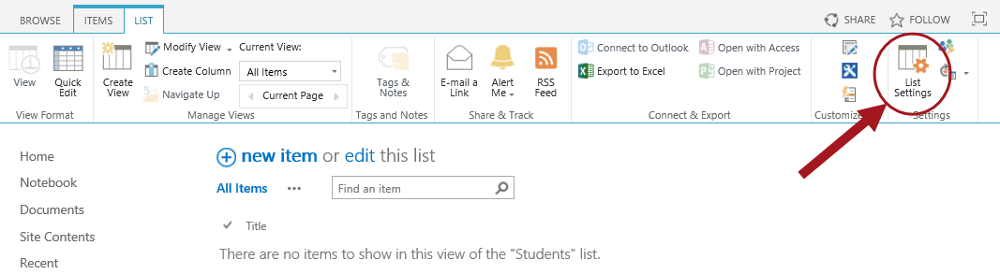 BROWSE ITEMS LIST SHARE FOLLOW
View
Quick Edit
Create View
Modify View
Create Column
Navigate Up
Current View:
All Items
Current Page
Tags & Notes
E-mail a Link
Alert Me
RSS Feed
Connect to Outlook
Export to Excel
Open with Access
Open with Project
List Settings
View Format Manage Views Tags and Notes Share & Track Connect & Export Customize Settings
Home
Notebook
Documents
Site Contents
Recent
new item or edit this list
All Items ••• Find an item
Title
There are no items to show in this view of the "Students" list.